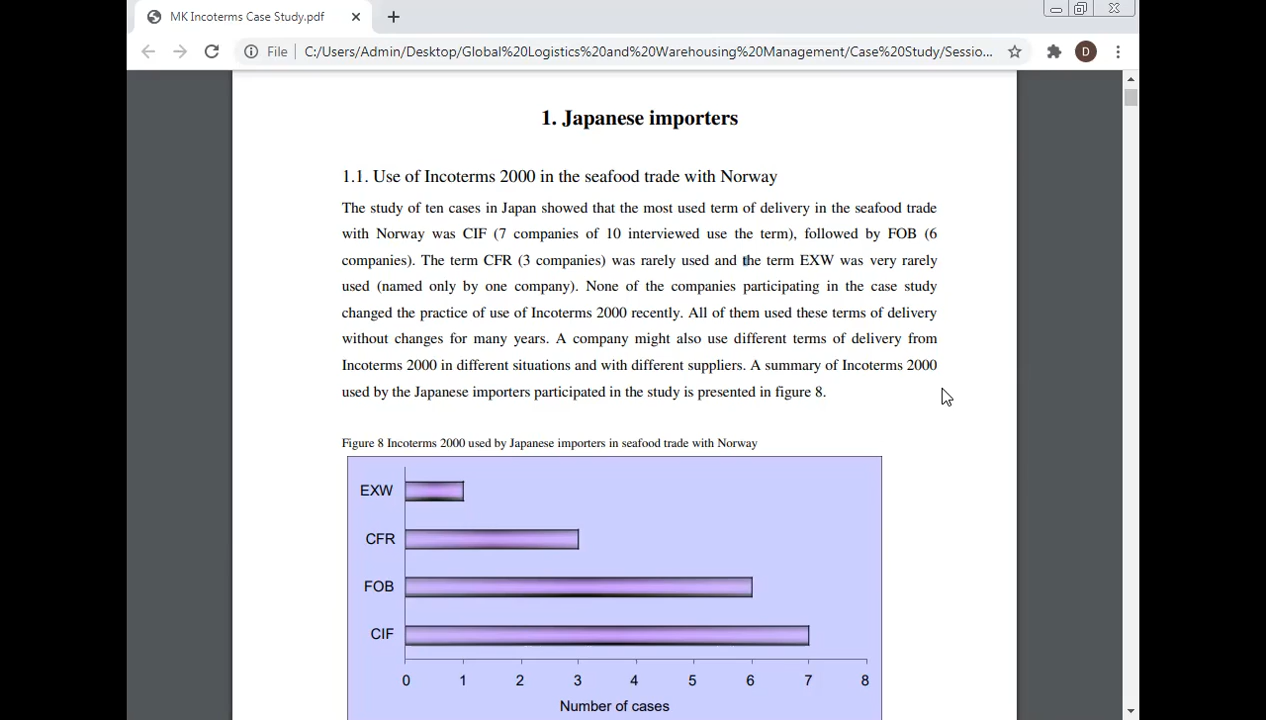 MK Incoterms Case Study.pdf
File C:/Users/Admin/Desktop/Global%20Logistics%20and%20Warehousing%20Management/Case%20Study/Sessio...
D
1. Japanese importers
1.1. Use of Incoterms 2000 in the seafood trade with Norway
The study of ten cases in Japan showed that the most used term of delivery in the seafood trade
with Norway was CIF (7 companies of 10 interviewed use the term), followed by FOB (6
companies). The term CFR (3 companies) was rarely used and the term EXW was very rarely
used (named only by one company). None of the companies participating in the case study
changed the practice of use of Incoterms 2000 recently. All of them used these terms of delivery
without changes for many years. A company might also use different terms of delivery from
Incoterms 2000 in different situations and with different suppliers. A summary of Incoterms 2000
used by the Japanese importers participated in the study is presented in figure 8.
Figure 8 Incoterms 2000 used by Japanese importers in seafood trade with Norway
EXW
CFR
FOB
CIF
0 1 2 3 4 5 6 7 8
Number of cases